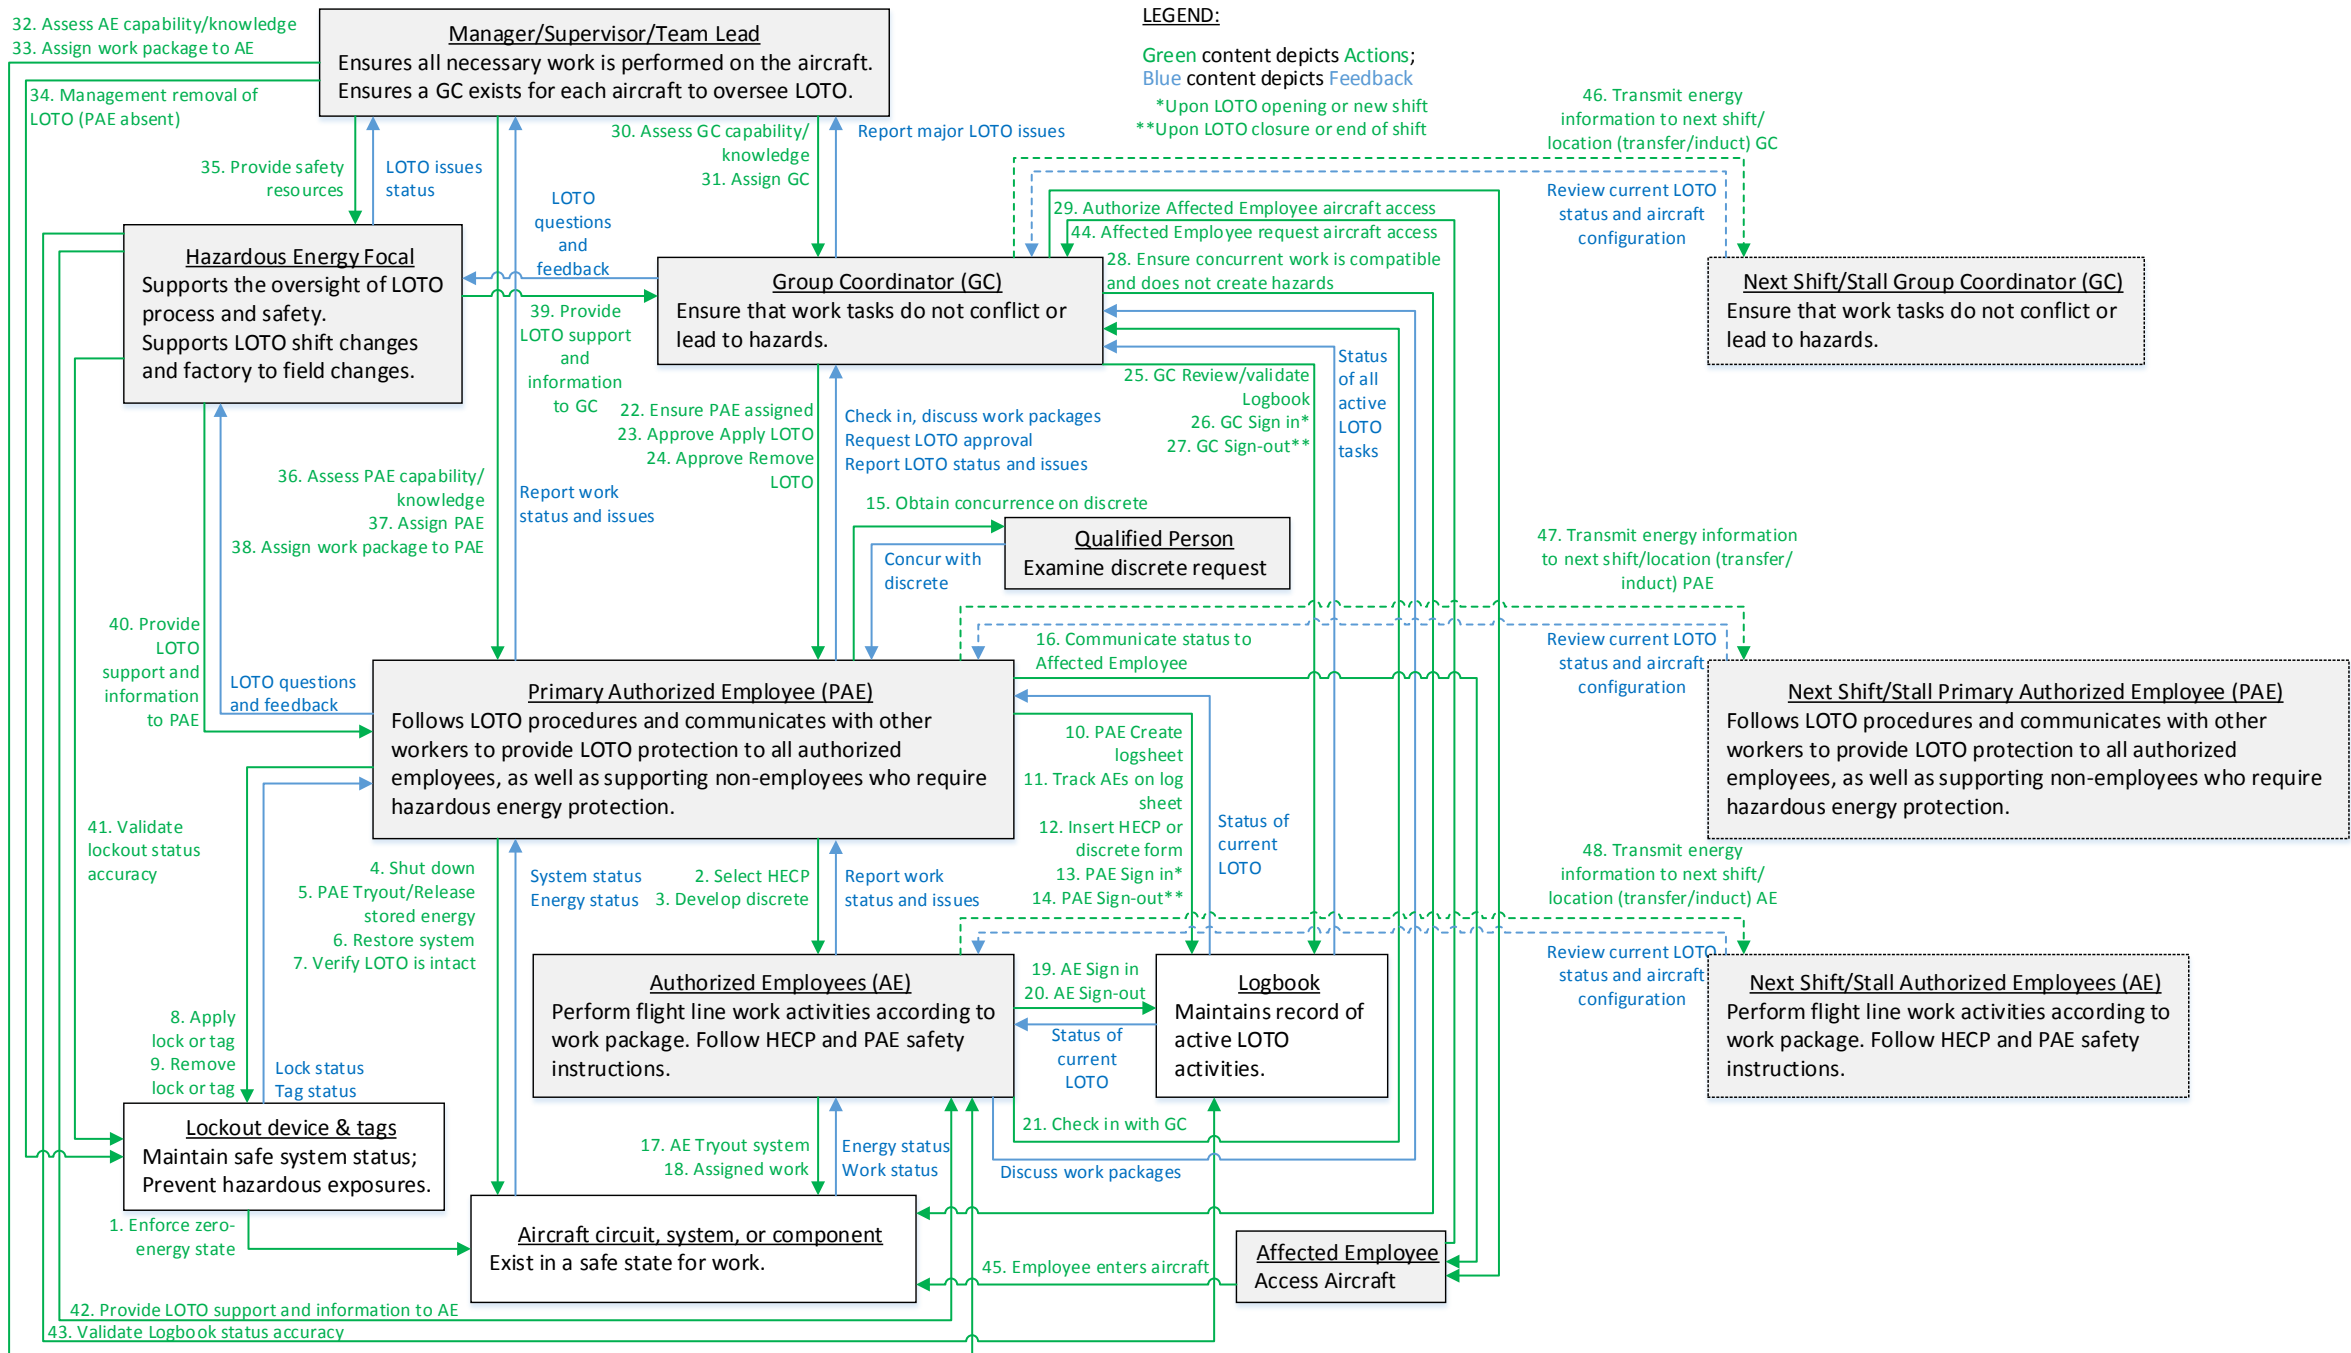 32. Assess AE capability/knowledge
33. Assign work package to AE
Manager/Supervisor/Team Lead
Ensures all necessary work is performed on the aircraft.
Ensures a GC exists for each aircraft to oversee LOTO.
LEGEND:
Green content depicts Actions;
Blue content depicts Feedback
*Upon LOTO opening or new shift
**Upon LOTO closure or end of shift
34. Management removal of
LOTO (PAE absent)
35. Provide safety
resources
LOTO issues
status
30. Assess GC capability/
knowledge
31. Assign GC
Report major LOTO issues
46. Transmit energy
information to next shift/
location (transfer/induct) GC
Review current LOTO
status and aircraft
configuration
LOTO
questions
and
feedback
29. Authorize Affected Employee aircraft access
44. Affected Employee request aircraft access
28. Ensure concurrent work is compatible
and does not create hazards
Hazardous Energy Focal
Supports the oversight of LOTO
process and safety.
Supports LOTO shift changes
and factory to field changes.
Group Coordinator (GC)
Ensure that work tasks do not conflict or
lead to hazards.
Next Shift/Stall Group Coordinator (GC)
Ensure that work tasks do not conflict or
lead to hazards.
39. Provide
LOTO support
and
information
to GC
22. Ensure PAE assigned
23. Approve Apply LOTO
24. Approve Remove
LOTO
Check in, discuss work packages
Request LOTO approval
Report LOTO status and issues
25. GC Review/validate
Logbook
26. GC Sign in*
27. GC Sign-out**
Status
of all
active
LOTO
tasks
36. Assess PAE capability/
knowledge
37. Assign PAE
38. Assign work package to PAE
Report work
status and issues
15. Obtain concurrence on discrete
Qualified Person
Examine discrete request
Concur with
discrete
47. Transmit energy information
to next shift/location (transfer/
induct) PAE
40. Provide
LOTO
support and
information
to PAE
LOTO questions
and feedback
16. Communicate status to
Affected Employee
Review current LOTO
status and aircraft
configuration
Primary Authorized Employee (PAE)
Follows LOTO procedures and communicates with other
workers to provide LOTO protection to all authorized
employees, as well as supporting non-employees who require
hazardous energy protection.
Next Shift/Stall Primary Authorized Employee (PAE)
Follows LOTO procedures and communicates with other
workers to provide LOTO protection to all authorized
employees, as well as supporting non-employees who require
hazardous energy protection.
10. PAE Create
logsheet
11. Track AEs on log
sheet
12. Insert HECP or
discrete form
13. PAE Sign in*
14. PAE Sign-out**
Status of
current
LOTO
41. Validate
lockout status
accuracy
4. Shut down
5. PAE Tryout/Release
stored energy
6. Restore system
7. Verify LOTO is intact
System status
Energy status
2. Select HECP
3. Develop discrete
Report work
status and issues
48. Transmit energy
information to next shift/
location (transfer/induct) AE
Review current LOTO
status and aircraft
configuration
Authorized Employees (AE)
Perform flight line work activities according to
work package. Follow HECP and PAE safety
instructions.
19. AE Sign in
20. AE Sign-out
Status of
current
LOTO
Logbook
Maintains record of
active LOTO
activities.
Next Shift/Stall Authorized Employees (AE)
Perform flight line work activities according to
work package. Follow HECP and PAE safety
instructions.
8. Apply
lock or tag
9. Remove
lock or tag
Lock status
Tag status
Lockout device & tags
Maintain safe system status;
Prevent hazardous exposures.
17. AE Tryout system
18. Assigned work
Energy status
Work status
21. Check in with GC
Discuss work packages
1. Enforce zero-
energy state
Aircraft circuit, system, or component
Exist in a safe state for work.
45. Employee enters aircraft
Affected Employee
Access Aircraft
42. Provide LOTO support and information to AE
43. Validate Logbook status accuracy